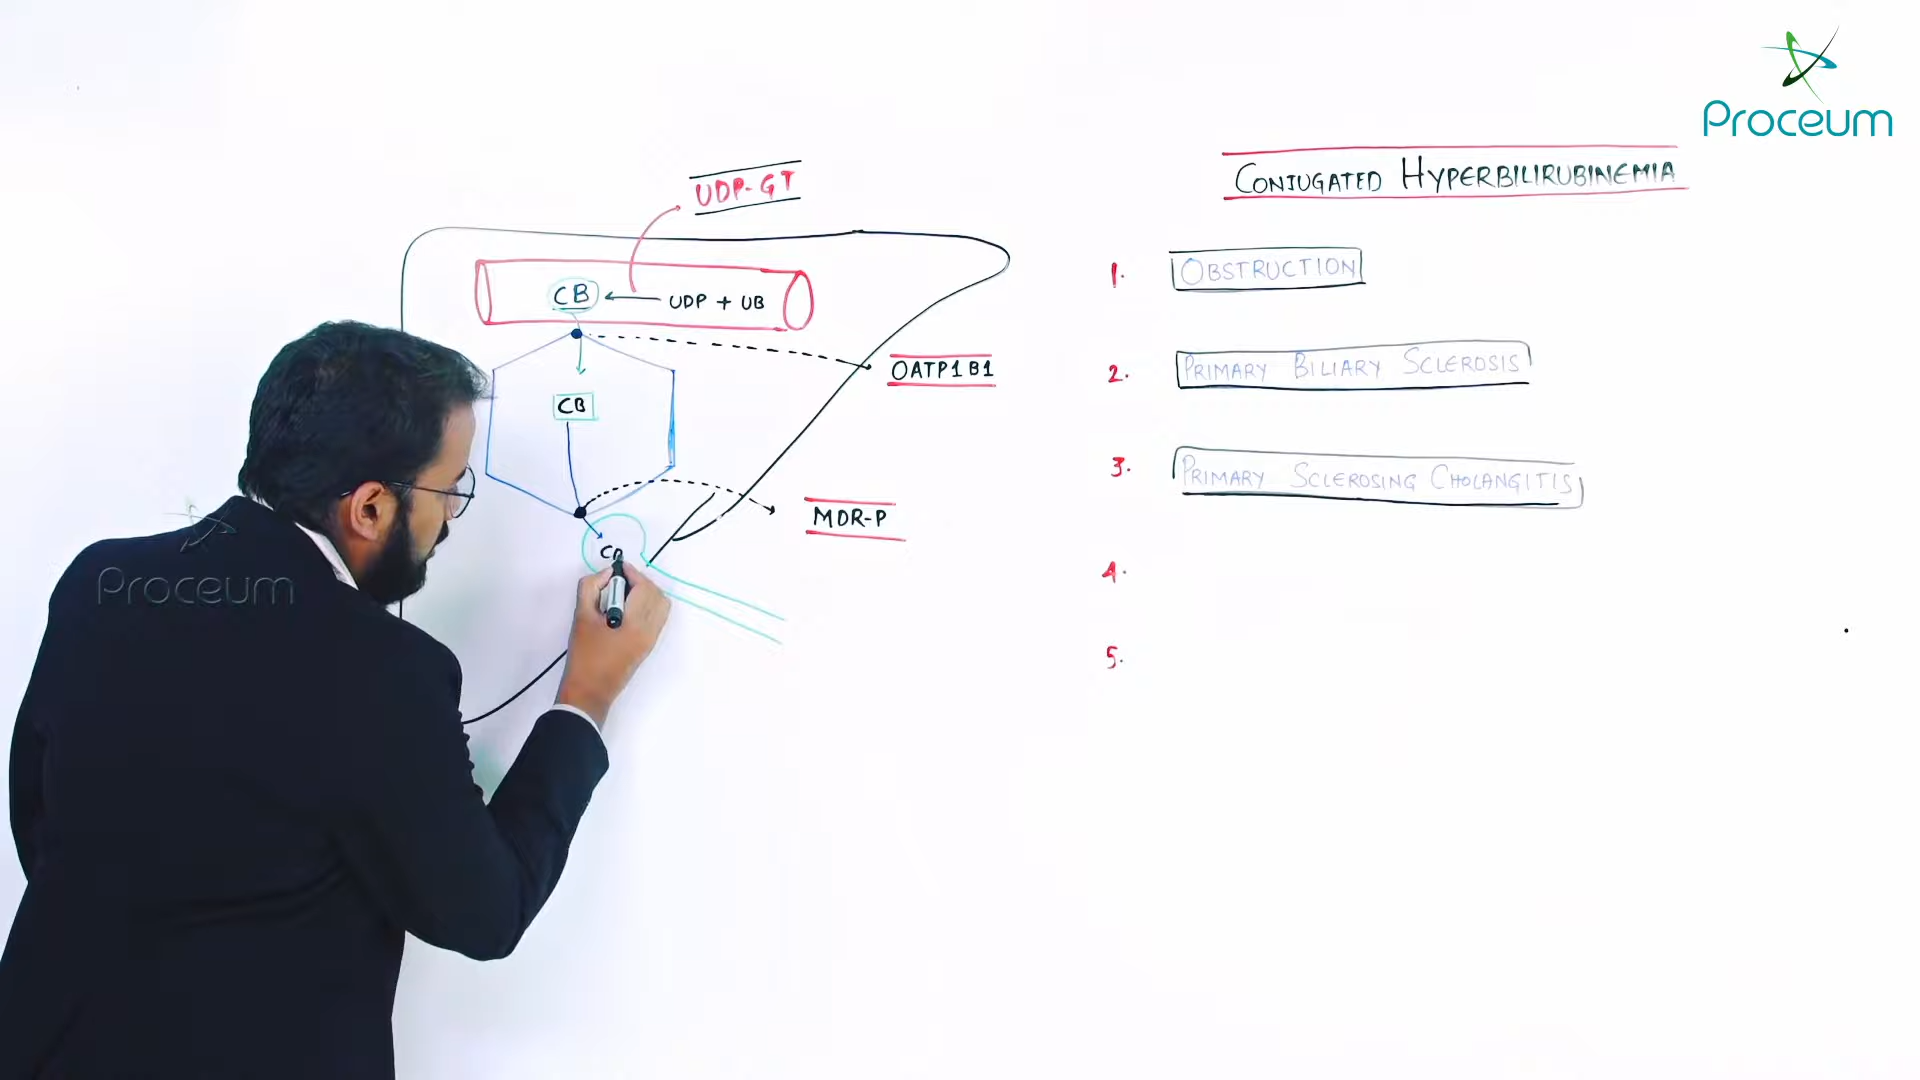 Proceum
UDP-GT
CB ← UDP + UB
OATP1B1
CB
MDR-P
Proceum
CONJUGATED HYPERBILIRUBINEMIA
1. OBSTRUCTION
2. PRIMARY BILIARY SCLEROSIS
3. PRIMARY SCLEROSING CHOLANGITIS
4.
5.